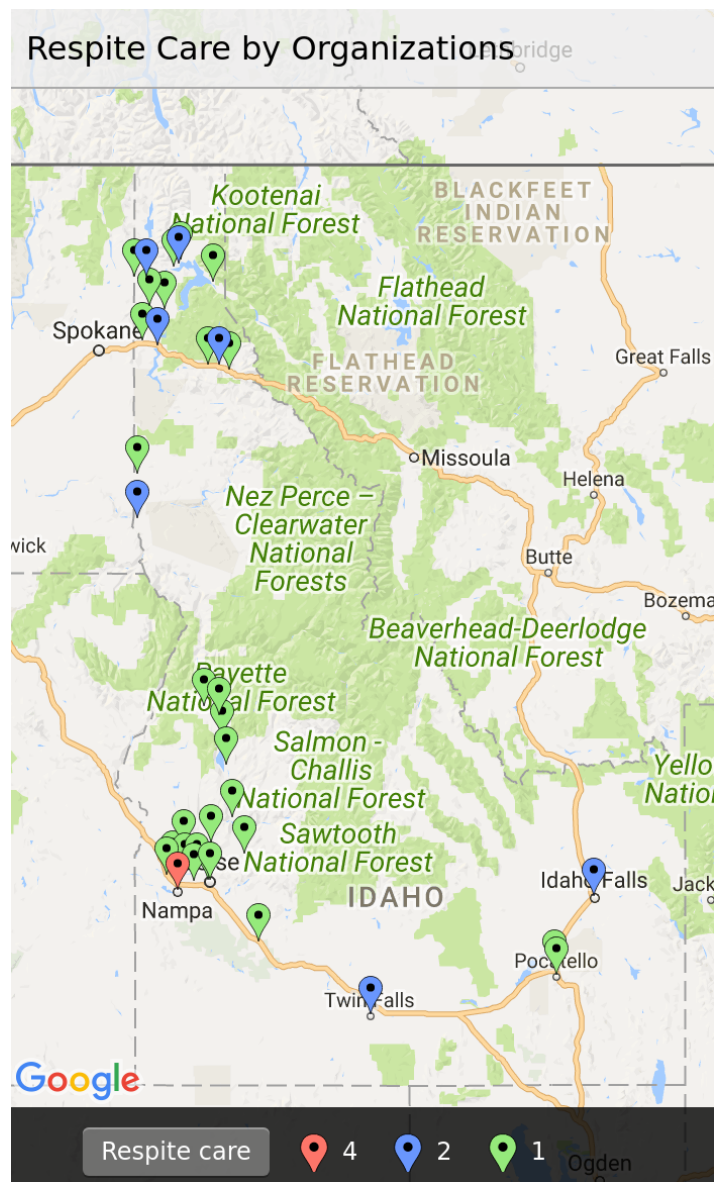 Respite Care by Organizations
Kootenai
National Forest
BLACKFEET
INDIAN
RESERVATION
Flathead
National Forest
Spokane
FLATHEAD
RESERVATION
Great Falls
Missoula
Helena
Nez Perce –
Clearwater
National
Forests
wick
Butte
Bozema
Beaverhead-Deerlodge
National Forest
Payette
National Forest
Salmon -
Challis
National Forest
Yello
Natio
Sawtooth
National Forest
Idaho Falls
IDAHO
Jack
Nampa
Pocatello
Twin Falls
Google
Respite care 4 2 1
Ogden